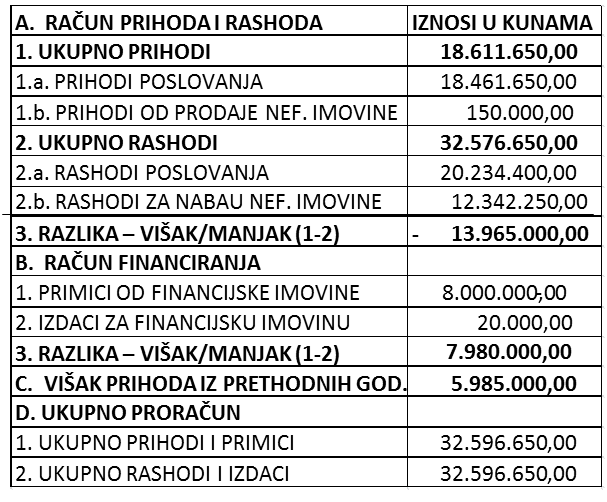 A. RAČUN PRIHODA I RASHODA IZNOSI U KUNAMA
1. UKUPNO PRIHODI 18.611.650,00
1.a. PRIHODI POSLOVANJA 18.461.650,00
1.b. PRIHODI OD PRODAJE NEF. IMOVINE 150.000,00
2. UKUPNO RASHODI 32.576.650,00
2.a. RASHODI POSLOVANJA 20.234.400,00
2.b. RASHODI ZA NABAU NEF. IMOVINE 12.342.250,00
3. RAZLIKA – VIŠAK/MANJAK (1-2) - 13.965.000,00
B. RAČUN FINANCIRANJA
1. PRIMICI OD FINANCIJSKE IMOVINE 8.000.000,00
2. IZDACI ZA FINANCIJSKU IMOVINU 20.000,00
3. RAZLIKA – VIŠAK/MANJAK (1-2) 7.980.000,00
C. VIŠAK PRIHODA IZ PRETHODNIH GOD. 5.985.000,00
D. UKUPNO PRORAČUN
1. UKUPNO PRIHODI I PRIMICI 32.596.650,00
2. UKUPNO RASHODI I IZDACI 32.596.650,00